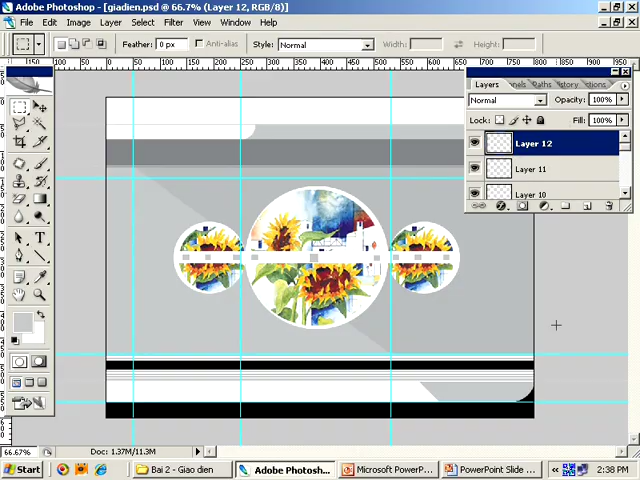 Adobe Photoshop - [giadien.psd @ 66.7% (Layer 12, RGB/8)]
File Edit Image Layer Select Filter View Window Help
Feather: 0 px Anti-alias Style: Normal Width: Height:
Layers Paths
Normal Opacity: 100%
Lock: Fill: 100%
Layer 12
Layer 11
Layer 10
66.67% Doc: 1.37M/11.3M
Start Bai 2 - Giao dien Adobe Photosh... Microsoft PowerP... PowerPoint Slide ... 2:38 PM